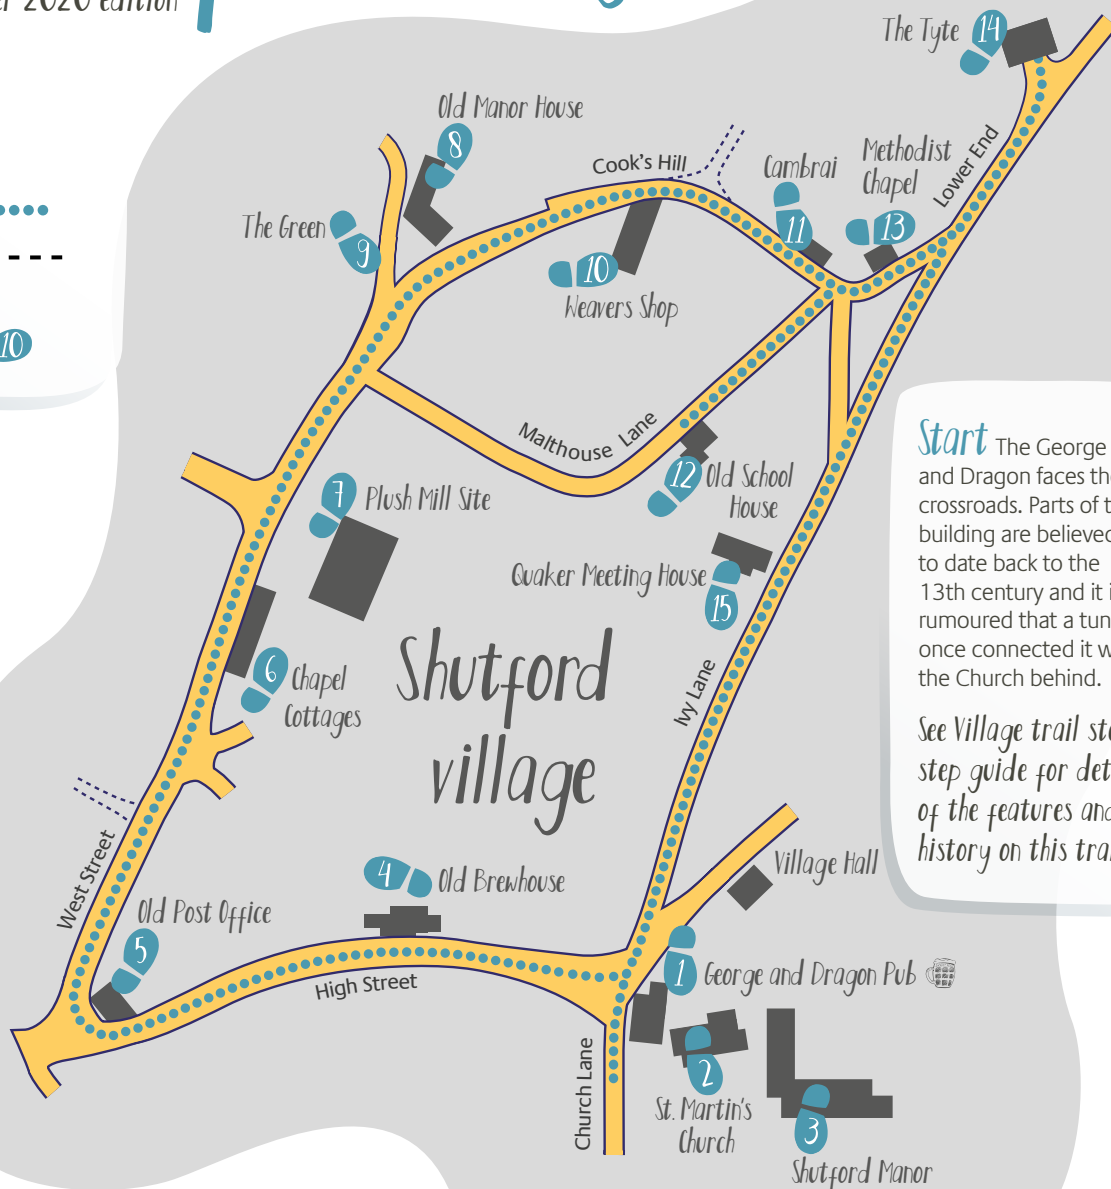 2020 edition
The Tyte
14
Old Manor House
8
Cook's Hill
Cambrai
Methodist
Chapel
Lower End
11
13
The Green
9
10
Weavers Shop
10
Malthouse Lane
12
Old School
House
7
Plush Mill Site
Quaker Meeting House
15
Start The George
and Dragon faces
crossroads. Parts of
building are believed
to date back to the
13th century and it
rumoured that a
once connected it
the Church behind.
See Village trail
step guide for
of the features and
history on this
6
Chapel
Cottages
Shutford
village
Ivy Lane
West Street
4
Old Brewhouse
Village Hall
Old Post Office
5
High Street
1
George and Dragon Pub
Church Lane
2
St. Martin's
Church
3
Shutford Manor